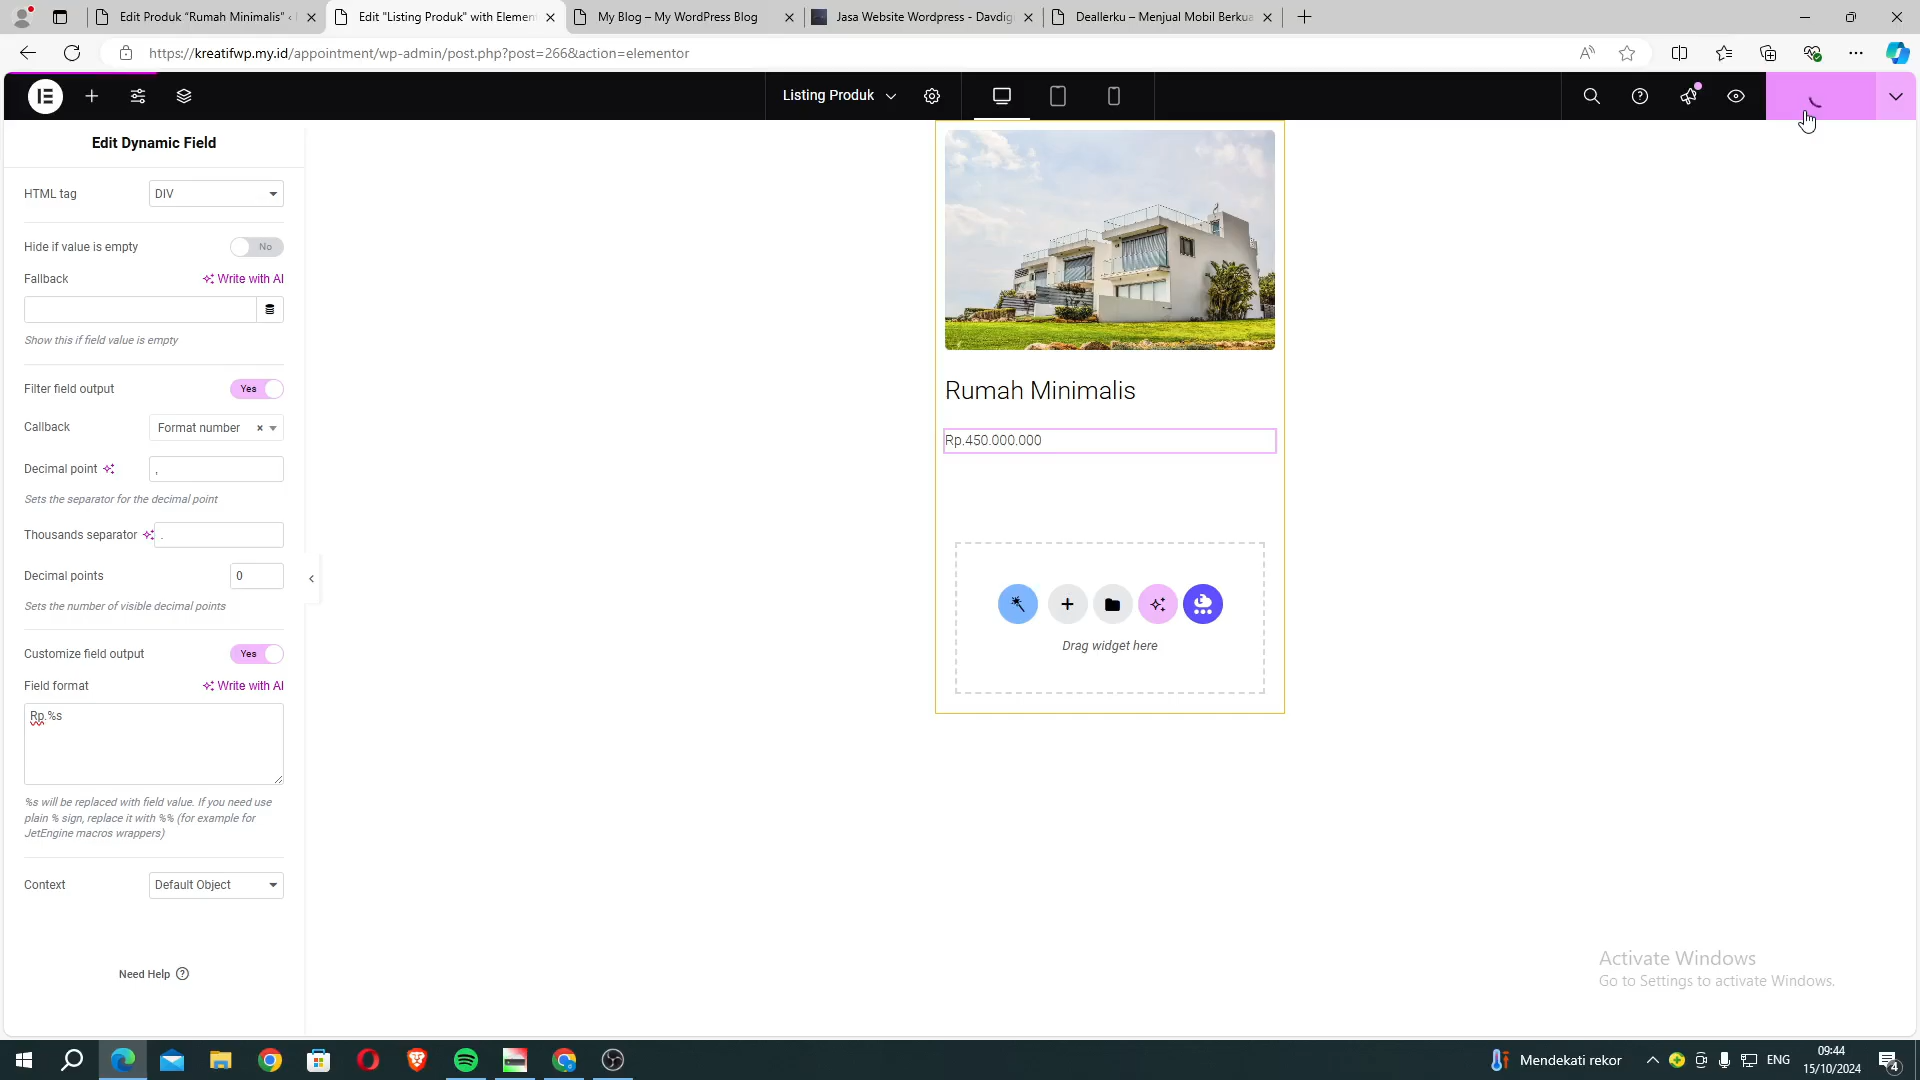 Edit Produk “Rumah Minimalis” ‹
Edit "Listing Produk" with Elemen
My Blog – My WordPress Blog
Jasa Website Wordpress - Davdig
Deallerku – Menjual Mobil Berkua
https://kreatifwp.my.id/appointment/wp-admin/post.php?post=266&action=elementor
Listing Produk
Edit Dynamic Field
HTML tag
DIV
Hide if value is empty
No
Fallback
Write with AI
Show this if field value is empty
Filter field output
Yes
Callback
Format number
Decimal point
,
Sets the separator for the decimal point
Thousands separator
.
Decimal points
0
Sets the number of visible decimal points
Customize field output
Yes
Field format
Write with AI
Rp.%s
%s will be replaced with field value. If you need use
plain % sign, replace it with %% (for example for
JetEngine macros wrappers)
Context
Default Object
Need Help
Rumah Minimalis
Rp.450.000.000
Drag widget here
Activate Windows
Go to Settings to activate Windows.
Mendekati rekor
ENG
09:44
15/10/2024
4